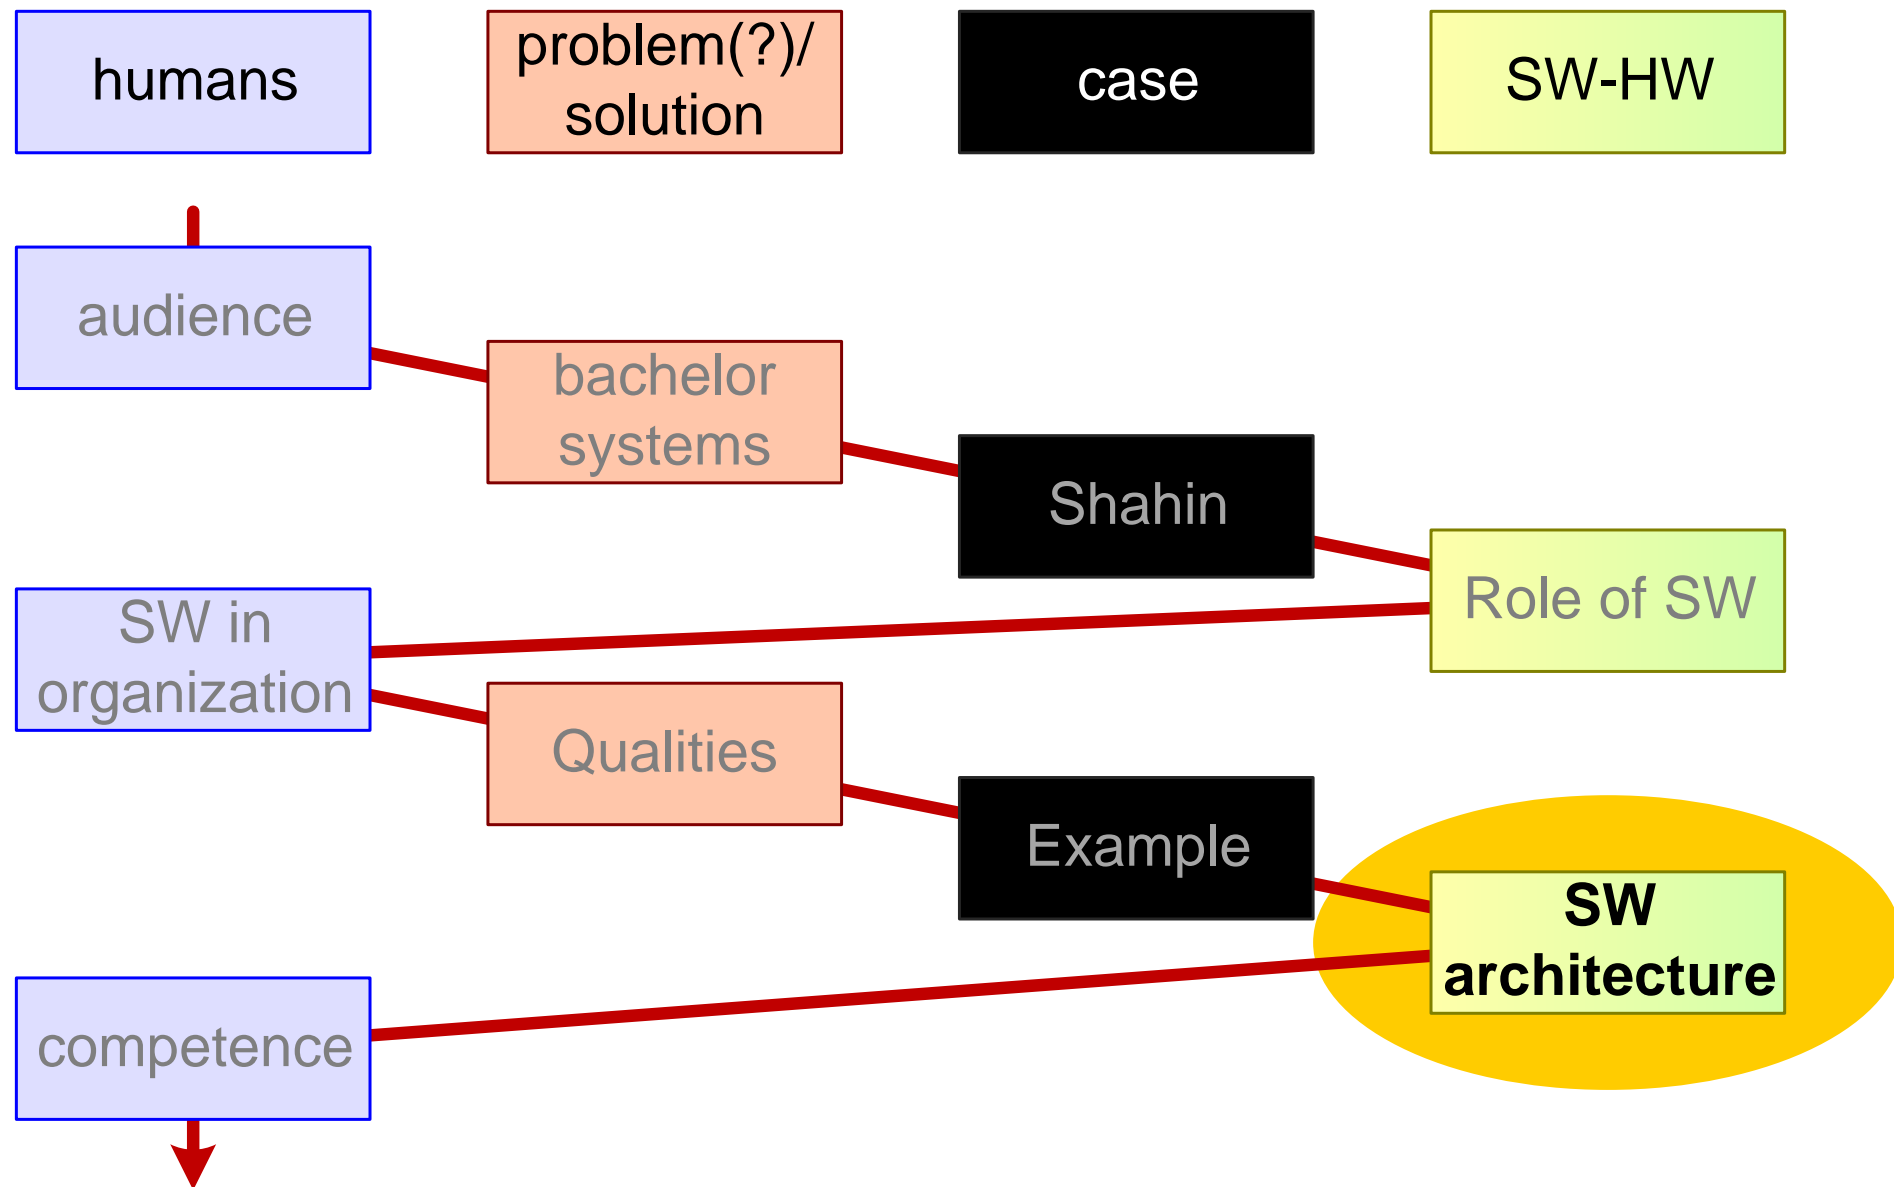 humans
problem(?)/
solution
case
SW-HW
audience
bachelor
systems
Shahin
Role of SW
SW in
organization
Qualities
Example
SW
architecture
competence